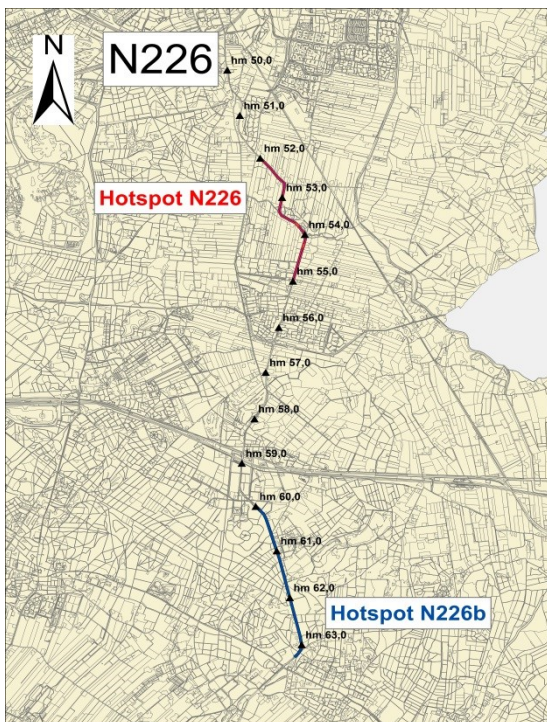 N
N226
hm 50,0
hm 51,0
hm 52,0
Hotspot N226
hm 53,0
hm 54,0
hm 55,0
hm 56,0
hm 57,0
hm 58,0
hm 59,0
hm 60,0
hm 61,0
hm 62,0
Hotspot N226b
hm 63,0